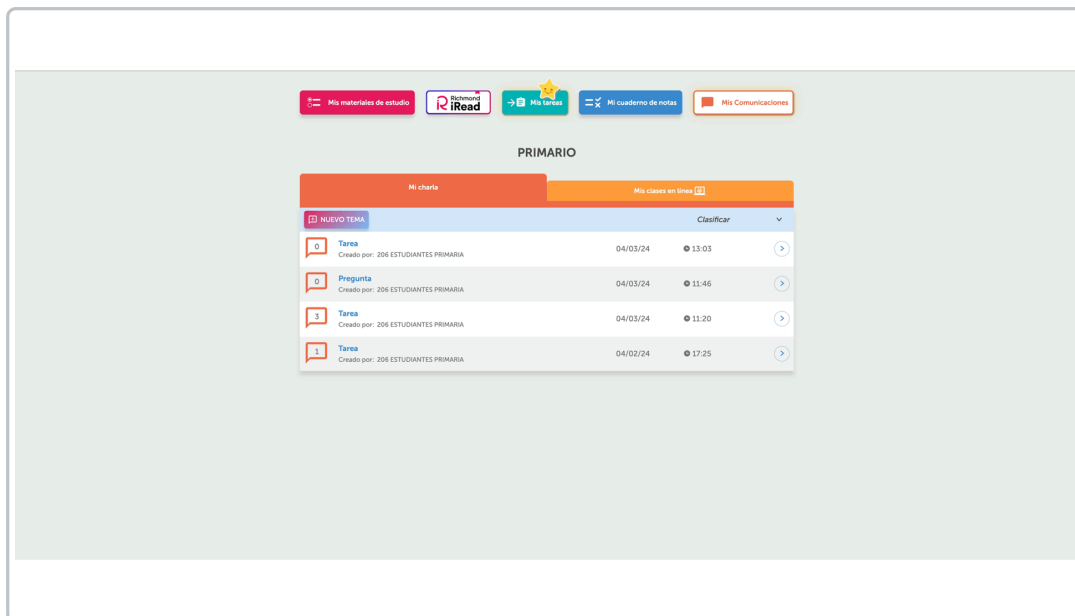 Mis materiales de estudio
Richmond
iRead
Mis tareas
Mi cuaderno de notas
Mis Comunicaciones
PRIMARIO
Mi charla
Mis clases en línea
NUEVO TEMA
Clasificar
0
Tarea
04/03/24
13:03
Creado por: 206 ESTUDIANTES PRIMARIA
0
Pregunta
04/03/24
11:46
Creado por: 206 ESTUDIANTES PRIMARIA
3
Tarea
04/03/24
11:20
Creado por: 206 ESTUDIANTES PRIMARIA
1
Tarea
04/02/24
17:25
Creado por: 206 ESTUDIANTES PRIMARIA